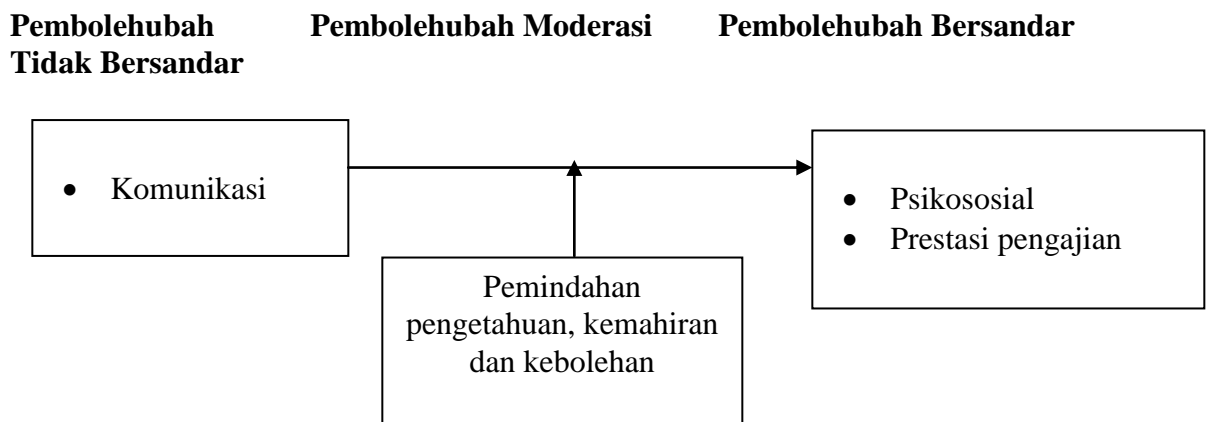 Pembolehubah Pembolehubah Moderasi Pembolehubah Bersandar
Tidak Bersandar
• Komunikasi
• Psikososial
• Prestasi pengajian
Pemindahan
pengetahuan, kemahiran
dan kebolehan